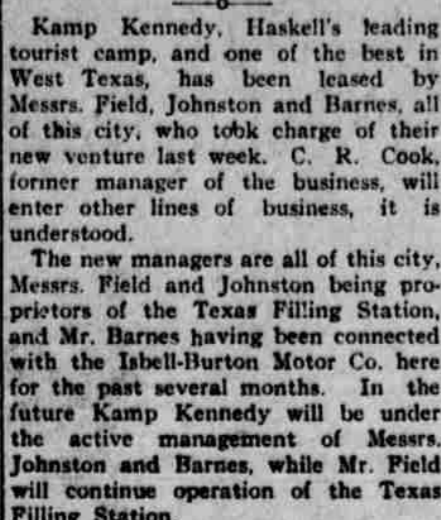 Kamp Kennedy, Haskell's leading
tourist camp, and one of the best in
West Texas, has been leased by
Messrs. Field, Johnston and Barnes, all
of this city, who took charge of their
new venture last week. C. R. Cook,
former manager of the business, will
enter other lines of business, it is
understood.
The new managers are all of this city,
Messrs. Field and Johnston being pro-
prietors of the Texas Filling Station,
and Mr. Barnes having been connected
with the Isbell-Burton Motor Co. here
for the past several months. In the
future Kamp Kennedy will be under
the active management of Messrs.
Johnston and Barnes, while Mr. Field
will continue operation of the Texas
Filling Station.